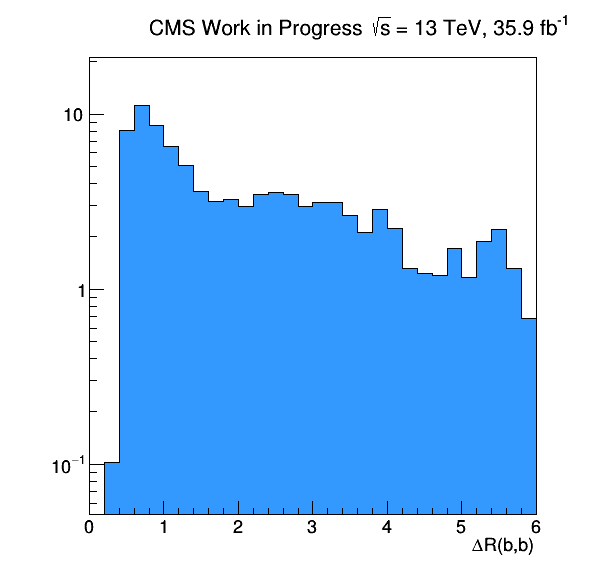 CMS Work in Progress √s = 13 TeV, 35.9 fb⁻¹
10
1
10⁻¹
0 1 2 3 4 5 6
ΔR(b,b)